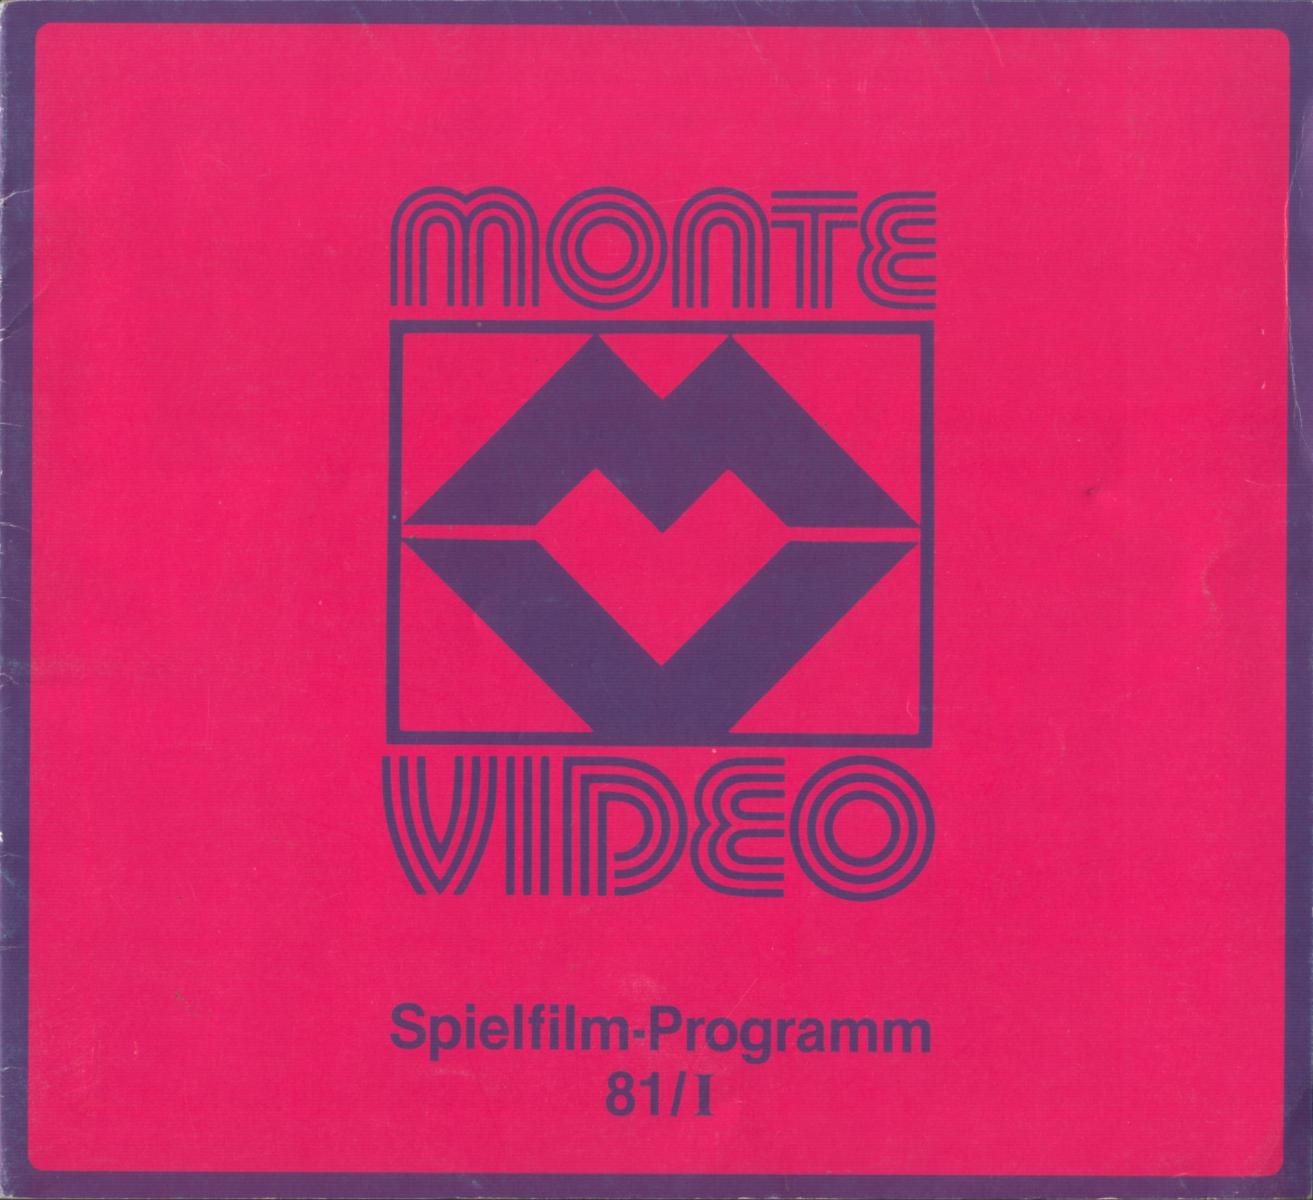 MONTE
VIDEO
Spielfilm-Programm
81/I